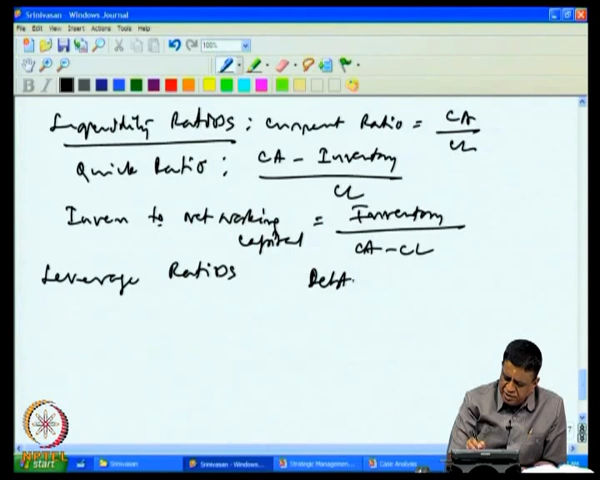 Srinivasan - Windows Journal
File Edit View Insert Actions Tools Help
100%
B I
Liquidity Ratios : current Ratio = CA / CL
Quick Ratio : CA - Inventory / CL
Inven to net working capital = Inventory / CA - CL
Leverage Ratios Debt
NPTEL
start Srinivasan Srinivasan - Windows... Strategic Managemen... Case Analysis